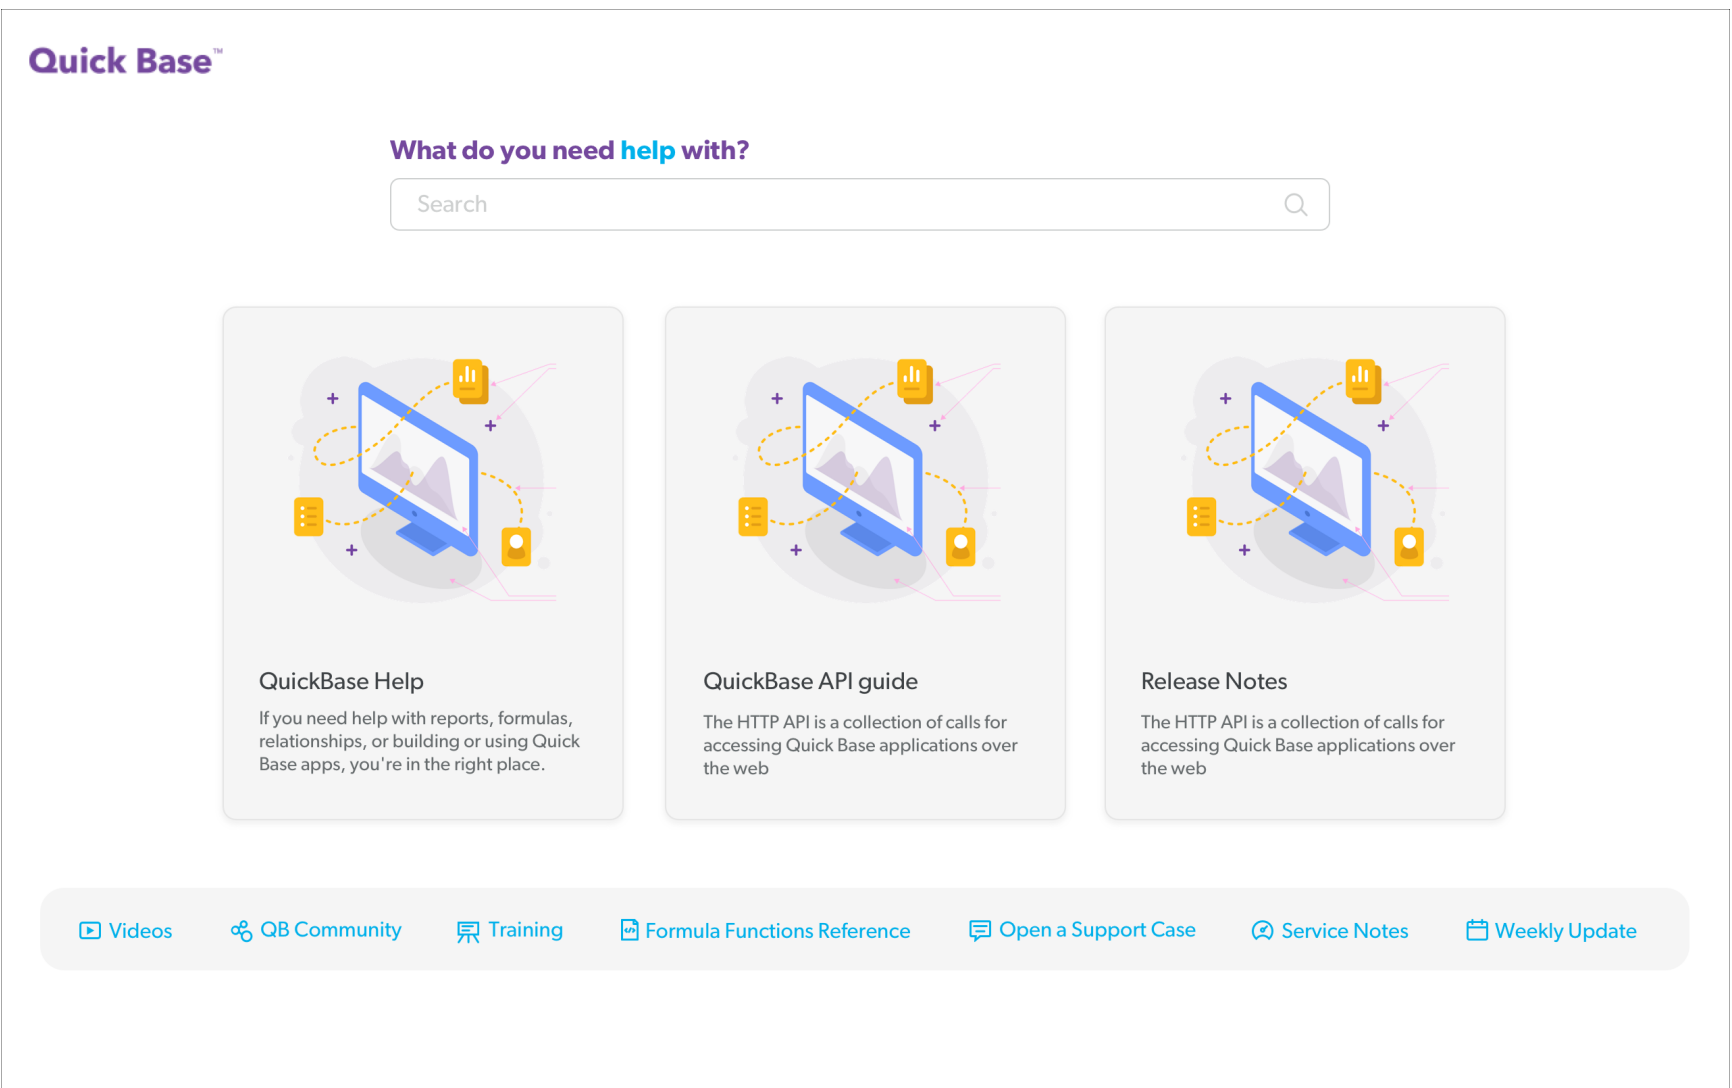 Quick Base™
What do you need help with?
Search
QuickBase Help
If you need help with reports, formulas,
relationships, or building or using Quick
Base apps, you're in the right place.
QuickBase API guide
The HTTP API is a collection of calls for
accessing Quick Base applications over
the web
Release Notes
The HTTP API is a collection of calls for
accessing Quick Base applications over
the web
Videos
QB Community
Training
Formula Functions Reference
Open a Support Case
Service Notes
Weekly Update